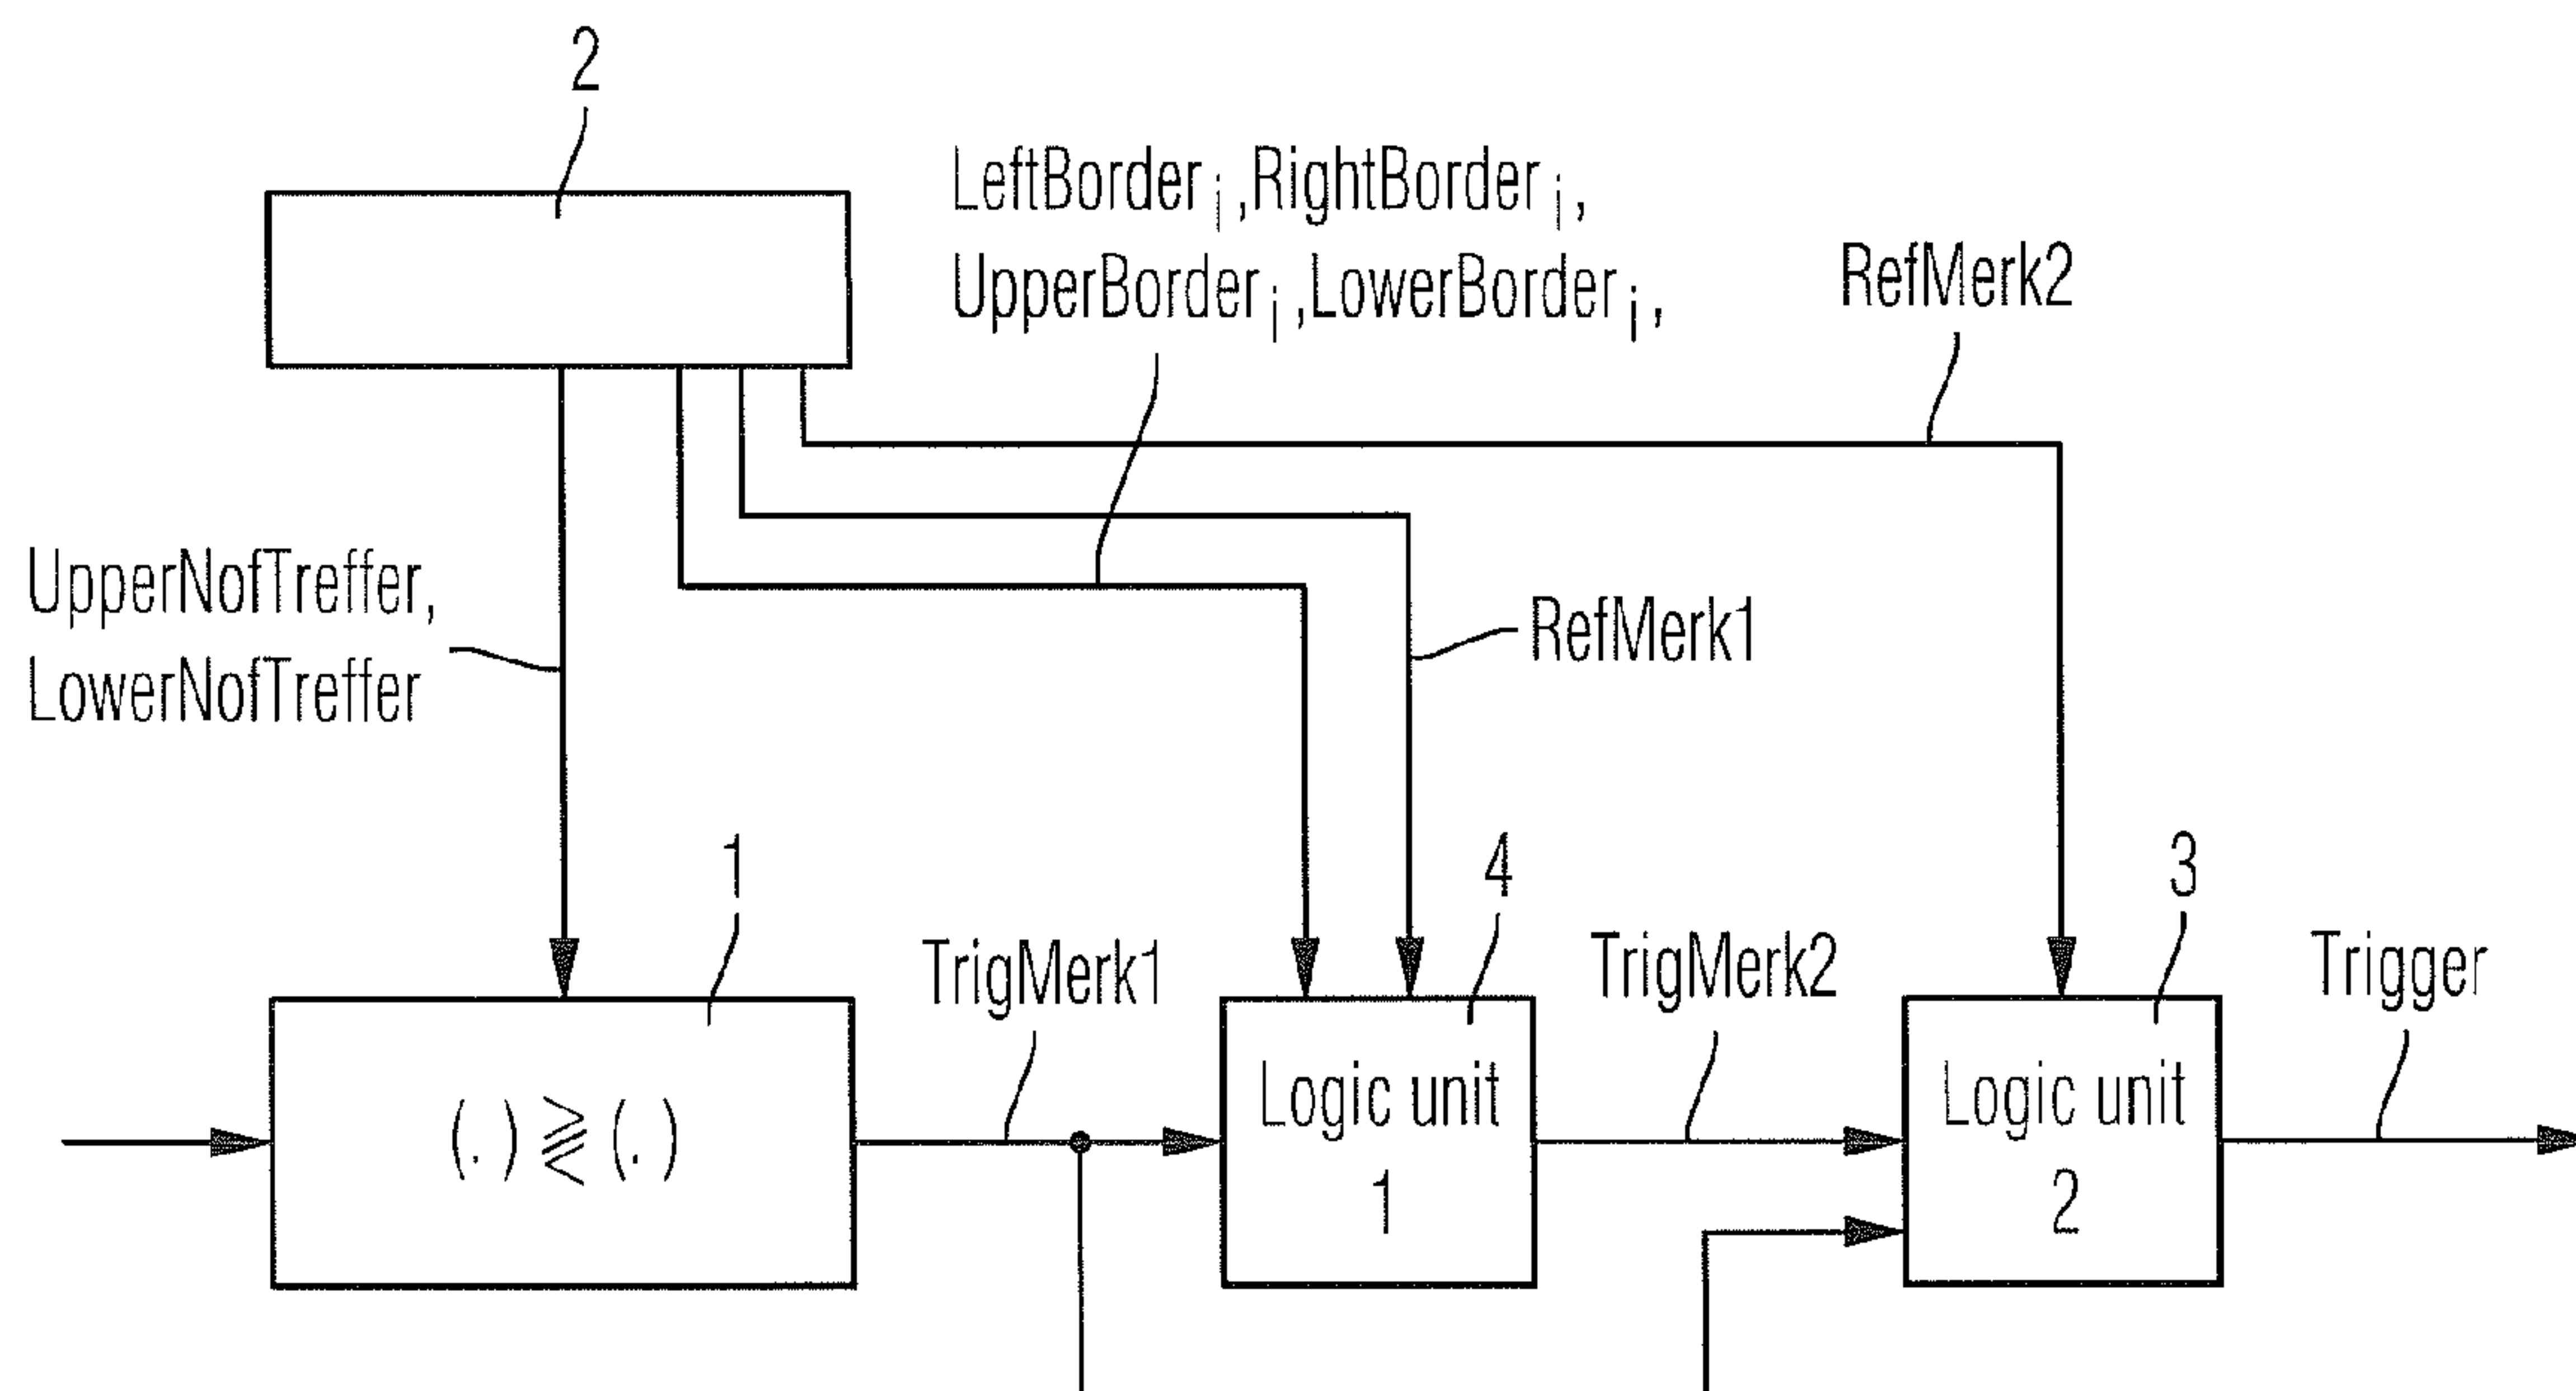 2
LeftBorder i ,RightBorder i ,
UpperBorder i ,LowerBorder i ,
RefMerk2
UpperNofTreffer,
LowerNofTreffer
RefMerk1
1
4
3
TrigMerk1
TrigMerk2
Trigger
(.) ⪌ (.)
Logic unit
1
Logic unit
2